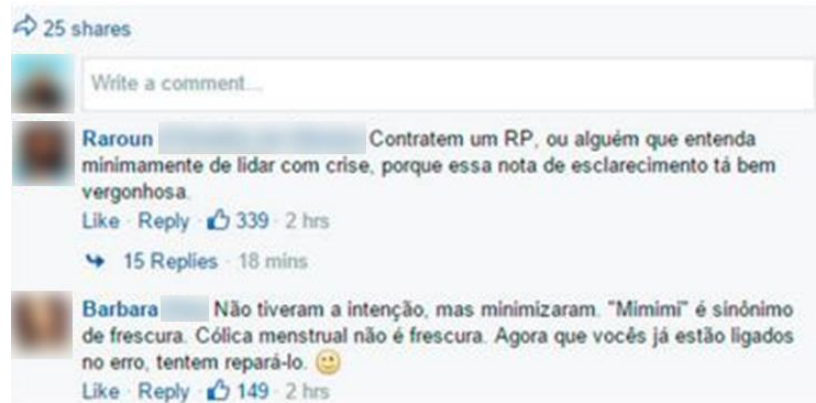 25 shares
Write a comment...
Raroun Contratem um RP, ou alguém que entenda
minimamente de lidar com crise, porque essa nota de esclarecimento tá bem
vergonhosa.
Like · Reply · 339 · 2 hrs
15 Replies · 18 mins
Barbara Não tiveram a intenção, mas minimizaram. "Mimimi" é sinônimo
de frescura. Cólica menstrual não é frescura. Agora que vocês já estão ligados
no erro, tentem repará-lo.
Like · Reply · 149 · 2 hrs